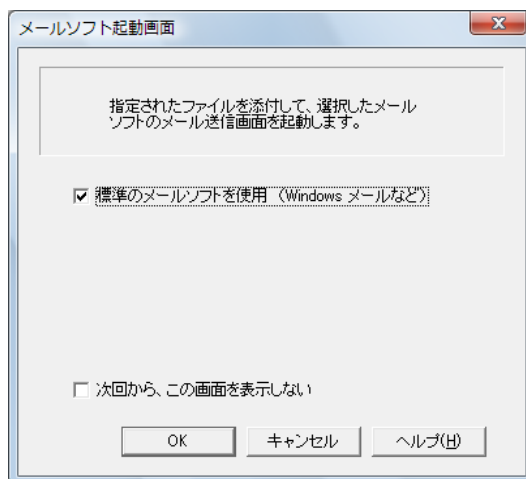 メールソフト起動画面
指定されたファイルを添付して、選択したメール
ソフトのメール送信画面を起動します。
標準のメールソフトを使用 (Windows メールなど)
次回から、この画面を表示しない
OK キャンセル ヘルプ(H)